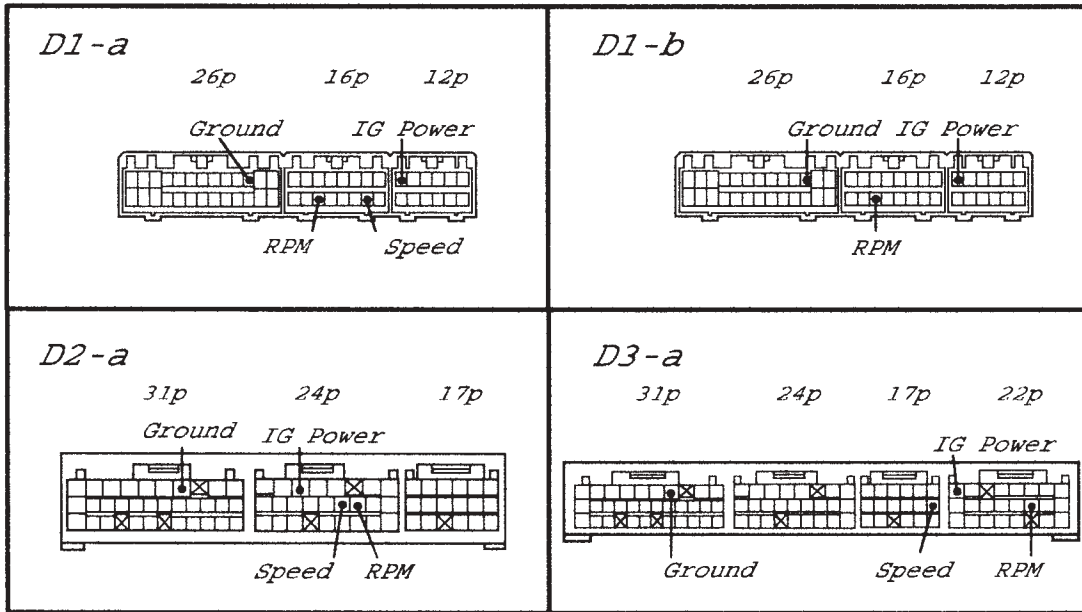 D1-a
26p 16p 12p
Ground IG Power
RPM Speed
D1-b
26p 16p 12p
Ground IG Power
RPM
D2-a
31p 24p 17p
Ground IG Power
Speed RPM
D3-a
31p 24p 17p 22p
IG Power
Ground Speed RPM